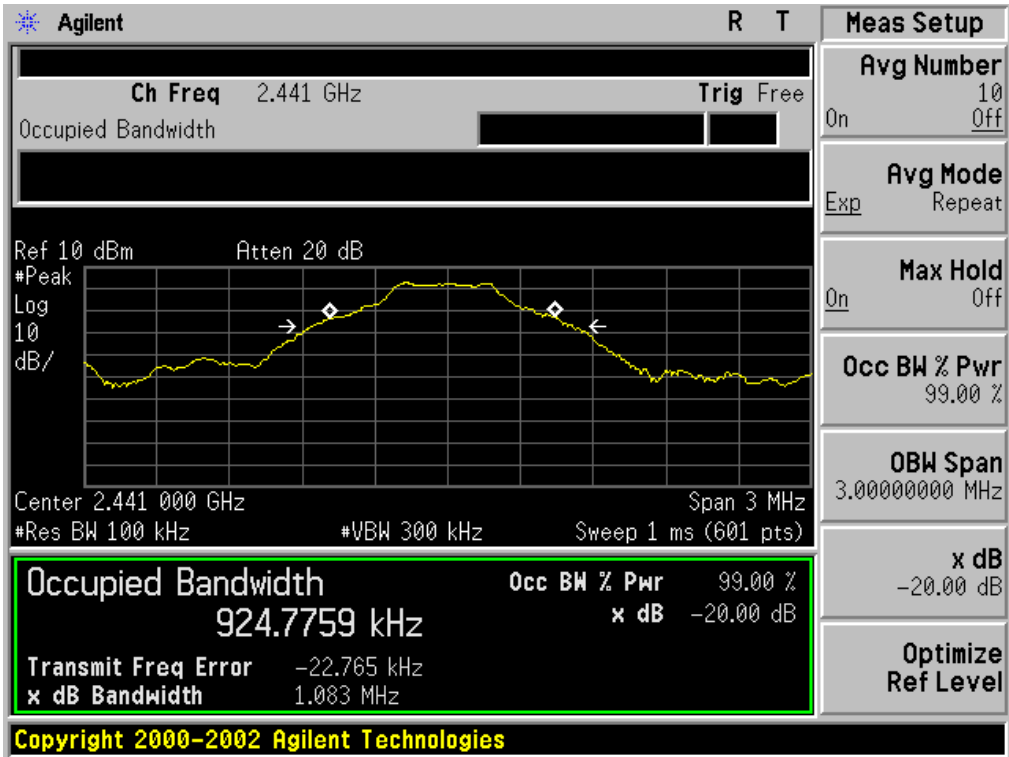 Agilent R T
Ch Freq 2.441 GHz Trig Free
Occupied Bandwidth
Ref 10 dBm Atten 20 dB
#Peak
Log
10
dB/
Center 2.441 000 GHz Span 3 MHz
#Res BW 100 kHz #VBW 300 kHz Sweep 1 ms (601 pts)
Occupied Bandwidth
924.7759 kHz
Occ BW % Pwr 99.00 %
x dB -20.00 dB
Transmit Freq Error -22.765 kHz
x dB Bandwidth 1.083 MHz
Copyright 2000-2002 Agilent Technologies
Meas Setup
Avg Number
10
On Off
Avg Mode
Exp Repeat
Max Hold
On Off
Occ BW % Pwr
99.00 %
OBW Span
3.00000000 MHz
x dB
-20.00 dB
Optimize
Ref Level